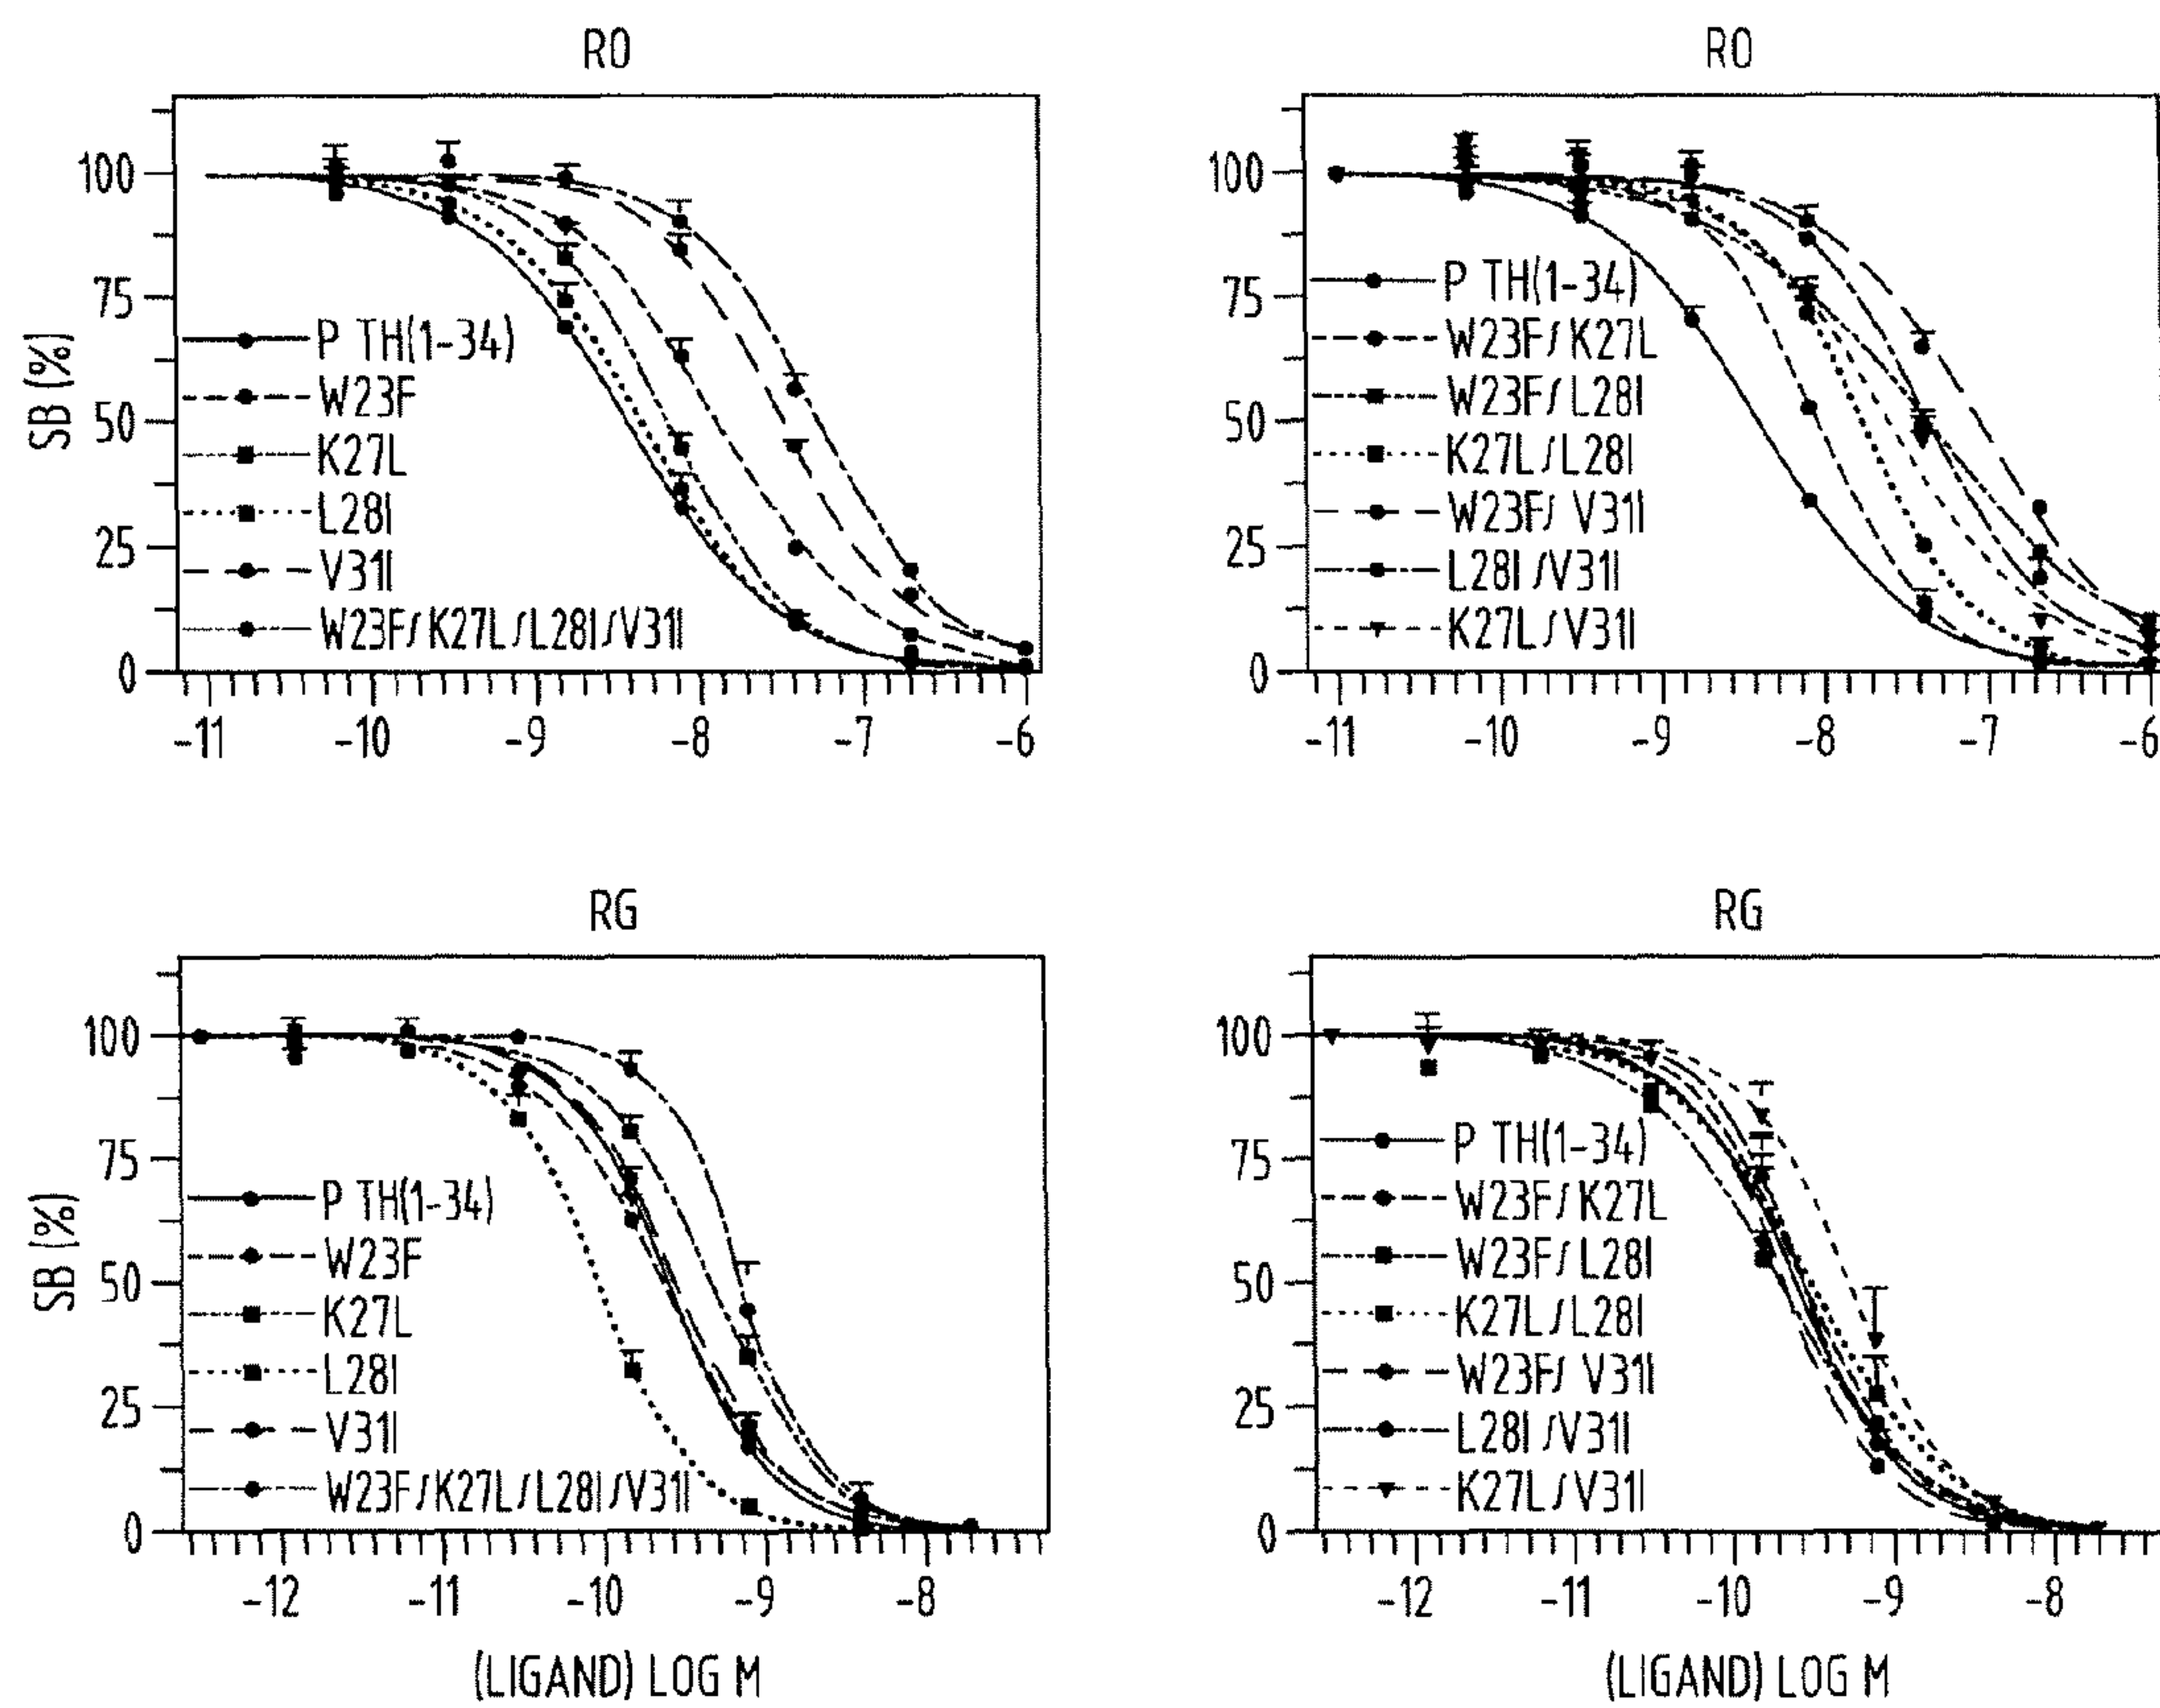 RO
100
75
50
25
0
SB (%)
P TH(1-34)
W23F
K27L
L28I
V31I
W23F/K27L/L28I/V31I
-11 -10 -9 -8 -7 -6
RO
100
75
50
25
0
P TH(1-34)
W23F/K27L
W23F/L28I
K27L/L28I
W23F/ V31I
L28I /V31I
K27L/V31I
-11 -10 -9 -8 -7 -6
RG
100
75
50
25
0
SB (%)
P TH(1-34)
W23F
K27L
L28I
V31I
W23F/K27L/L28I/V31I
-12 -11 -10 -9 -8
(LIGAND) LOG M
RG
100
75
50
25
0
P TH(1-34)
W23F/K27L
W23F/L28I
K27L/L28I
W23F/ V31I
L28I /V31I
K27L/V31I
-12 -11 -10 -9 -8
(LIGAND) LOG M